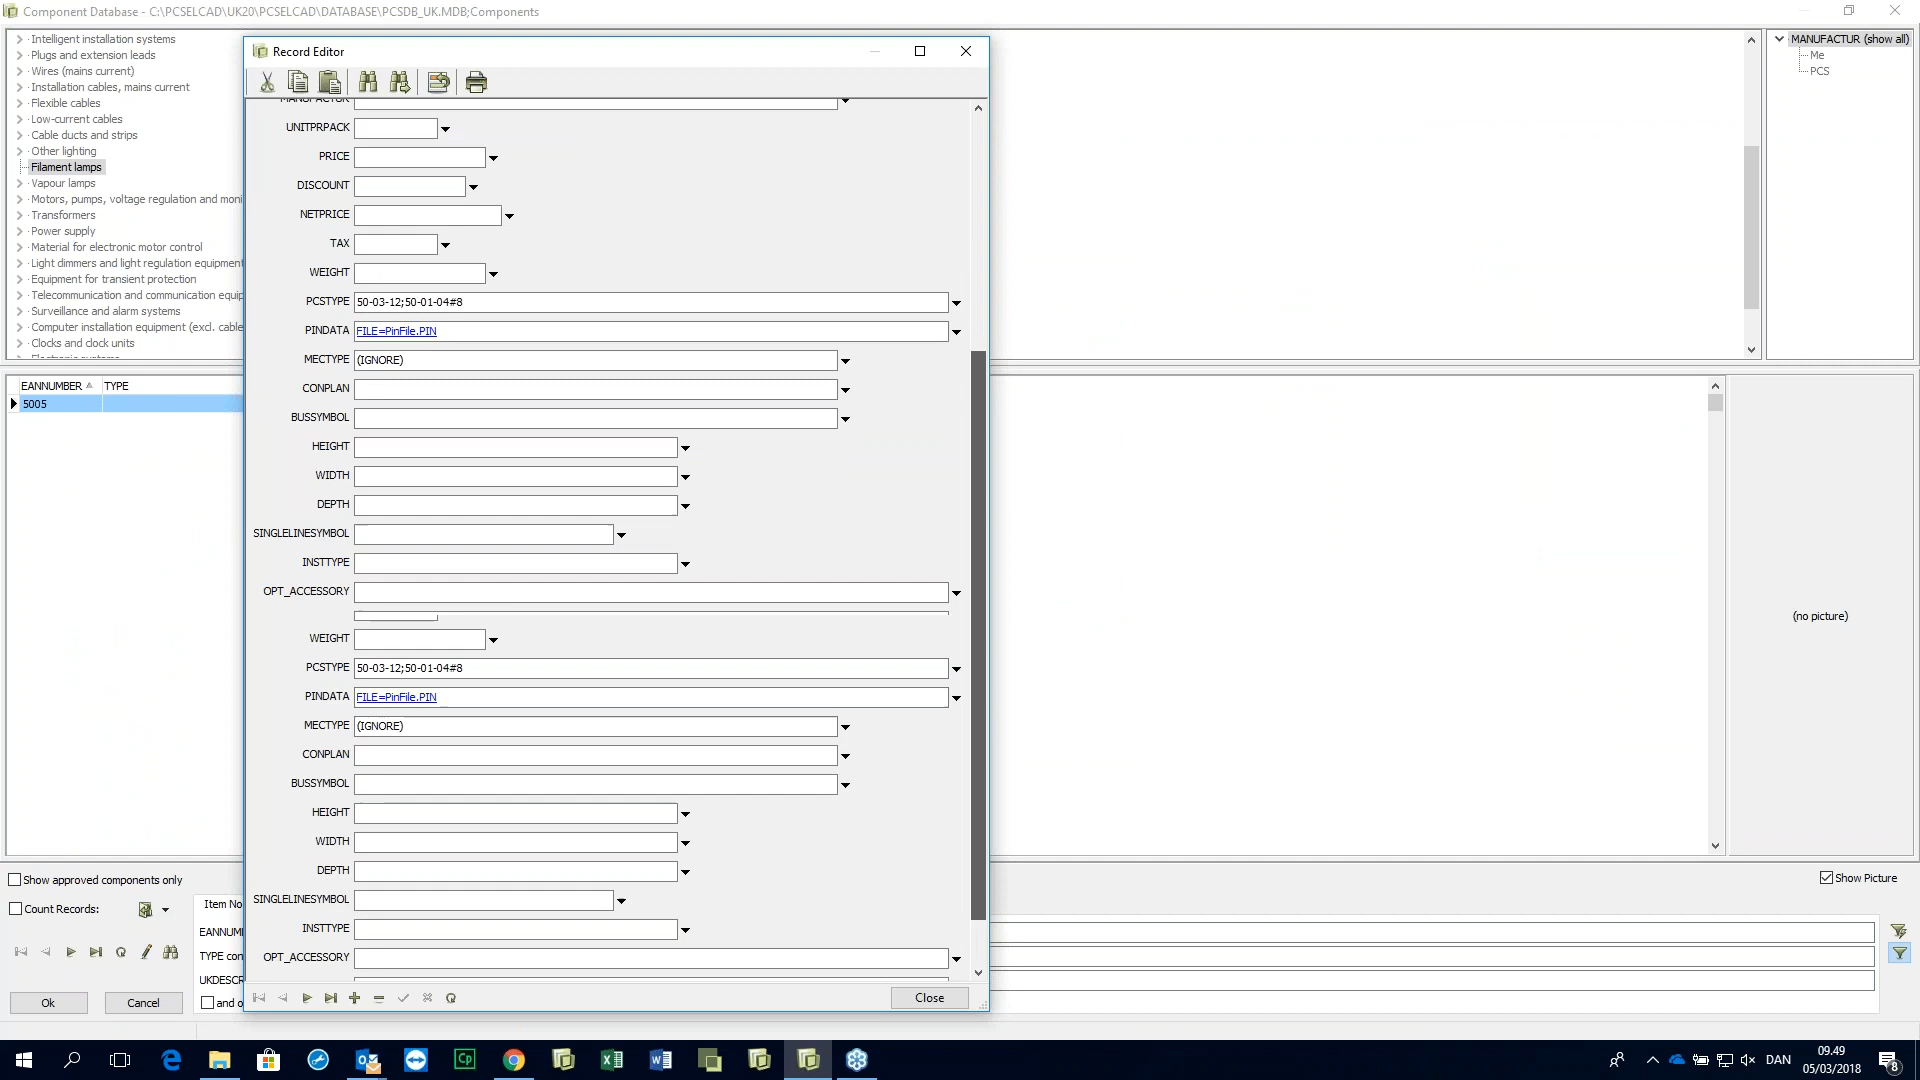 Component Database - C:\PCSELCAD\UK20\PCSELCAD\DATABASE\PCSDB_UK.MDB;Components
Intelligent installation systems
Plugs and extension leads
Wires (mains current)
Installation cables, mains current
Flexible cables
Low-current cables
Cable ducts and strips
Other lighting
Filament lamps
Vapour lamps
Motors, pumps, voltage regulation and moni
Transformers
Power supply
Material for electronic motor control
Light dimmers and light regulation equipment
Equipment for transient protection
Telecommunication and communication equip
Surveillance and alarm systems
Computer installation equipment (excl. cable
Clocks and clock units
MANUFACTUR (show all)
Me
PCS
Record Editor
MANUFACTUR
UNITPRPACK
PRICE
DISCOUNT
NETPRICE
TAX
WEIGHT
PCSTYPE 50-03-12;50-01-04#8
PINDATA FILE=PinFile.PIN
MECTYPE (IGNORE)
CONPLAN
BUSSYMBOL
HEIGHT
WIDTH
DEPTH
SINGLELINESYMBOL
INSTTYPE
OPT_ACCESSORY
WEIGHT
PCSTYPE 50-03-12;50-01-04#8
PINDATA FILE=PinFile.PIN
MECTYPE (IGNORE)
CONPLAN
BUSSYMBOL
HEIGHT
WIDTH
DEPTH
SINGLELINESYMBOL
INSTTYPE
OPT_ACCESSORY
Close
EANNUMBER TYPE
5005
(no picture)
Show approved components only
Show Picture
Count Records:
Item No
EANNUM
TYPE con
UKDESCR
Ok
Cancel
and o
DAN
09.49
05/03/2018
8